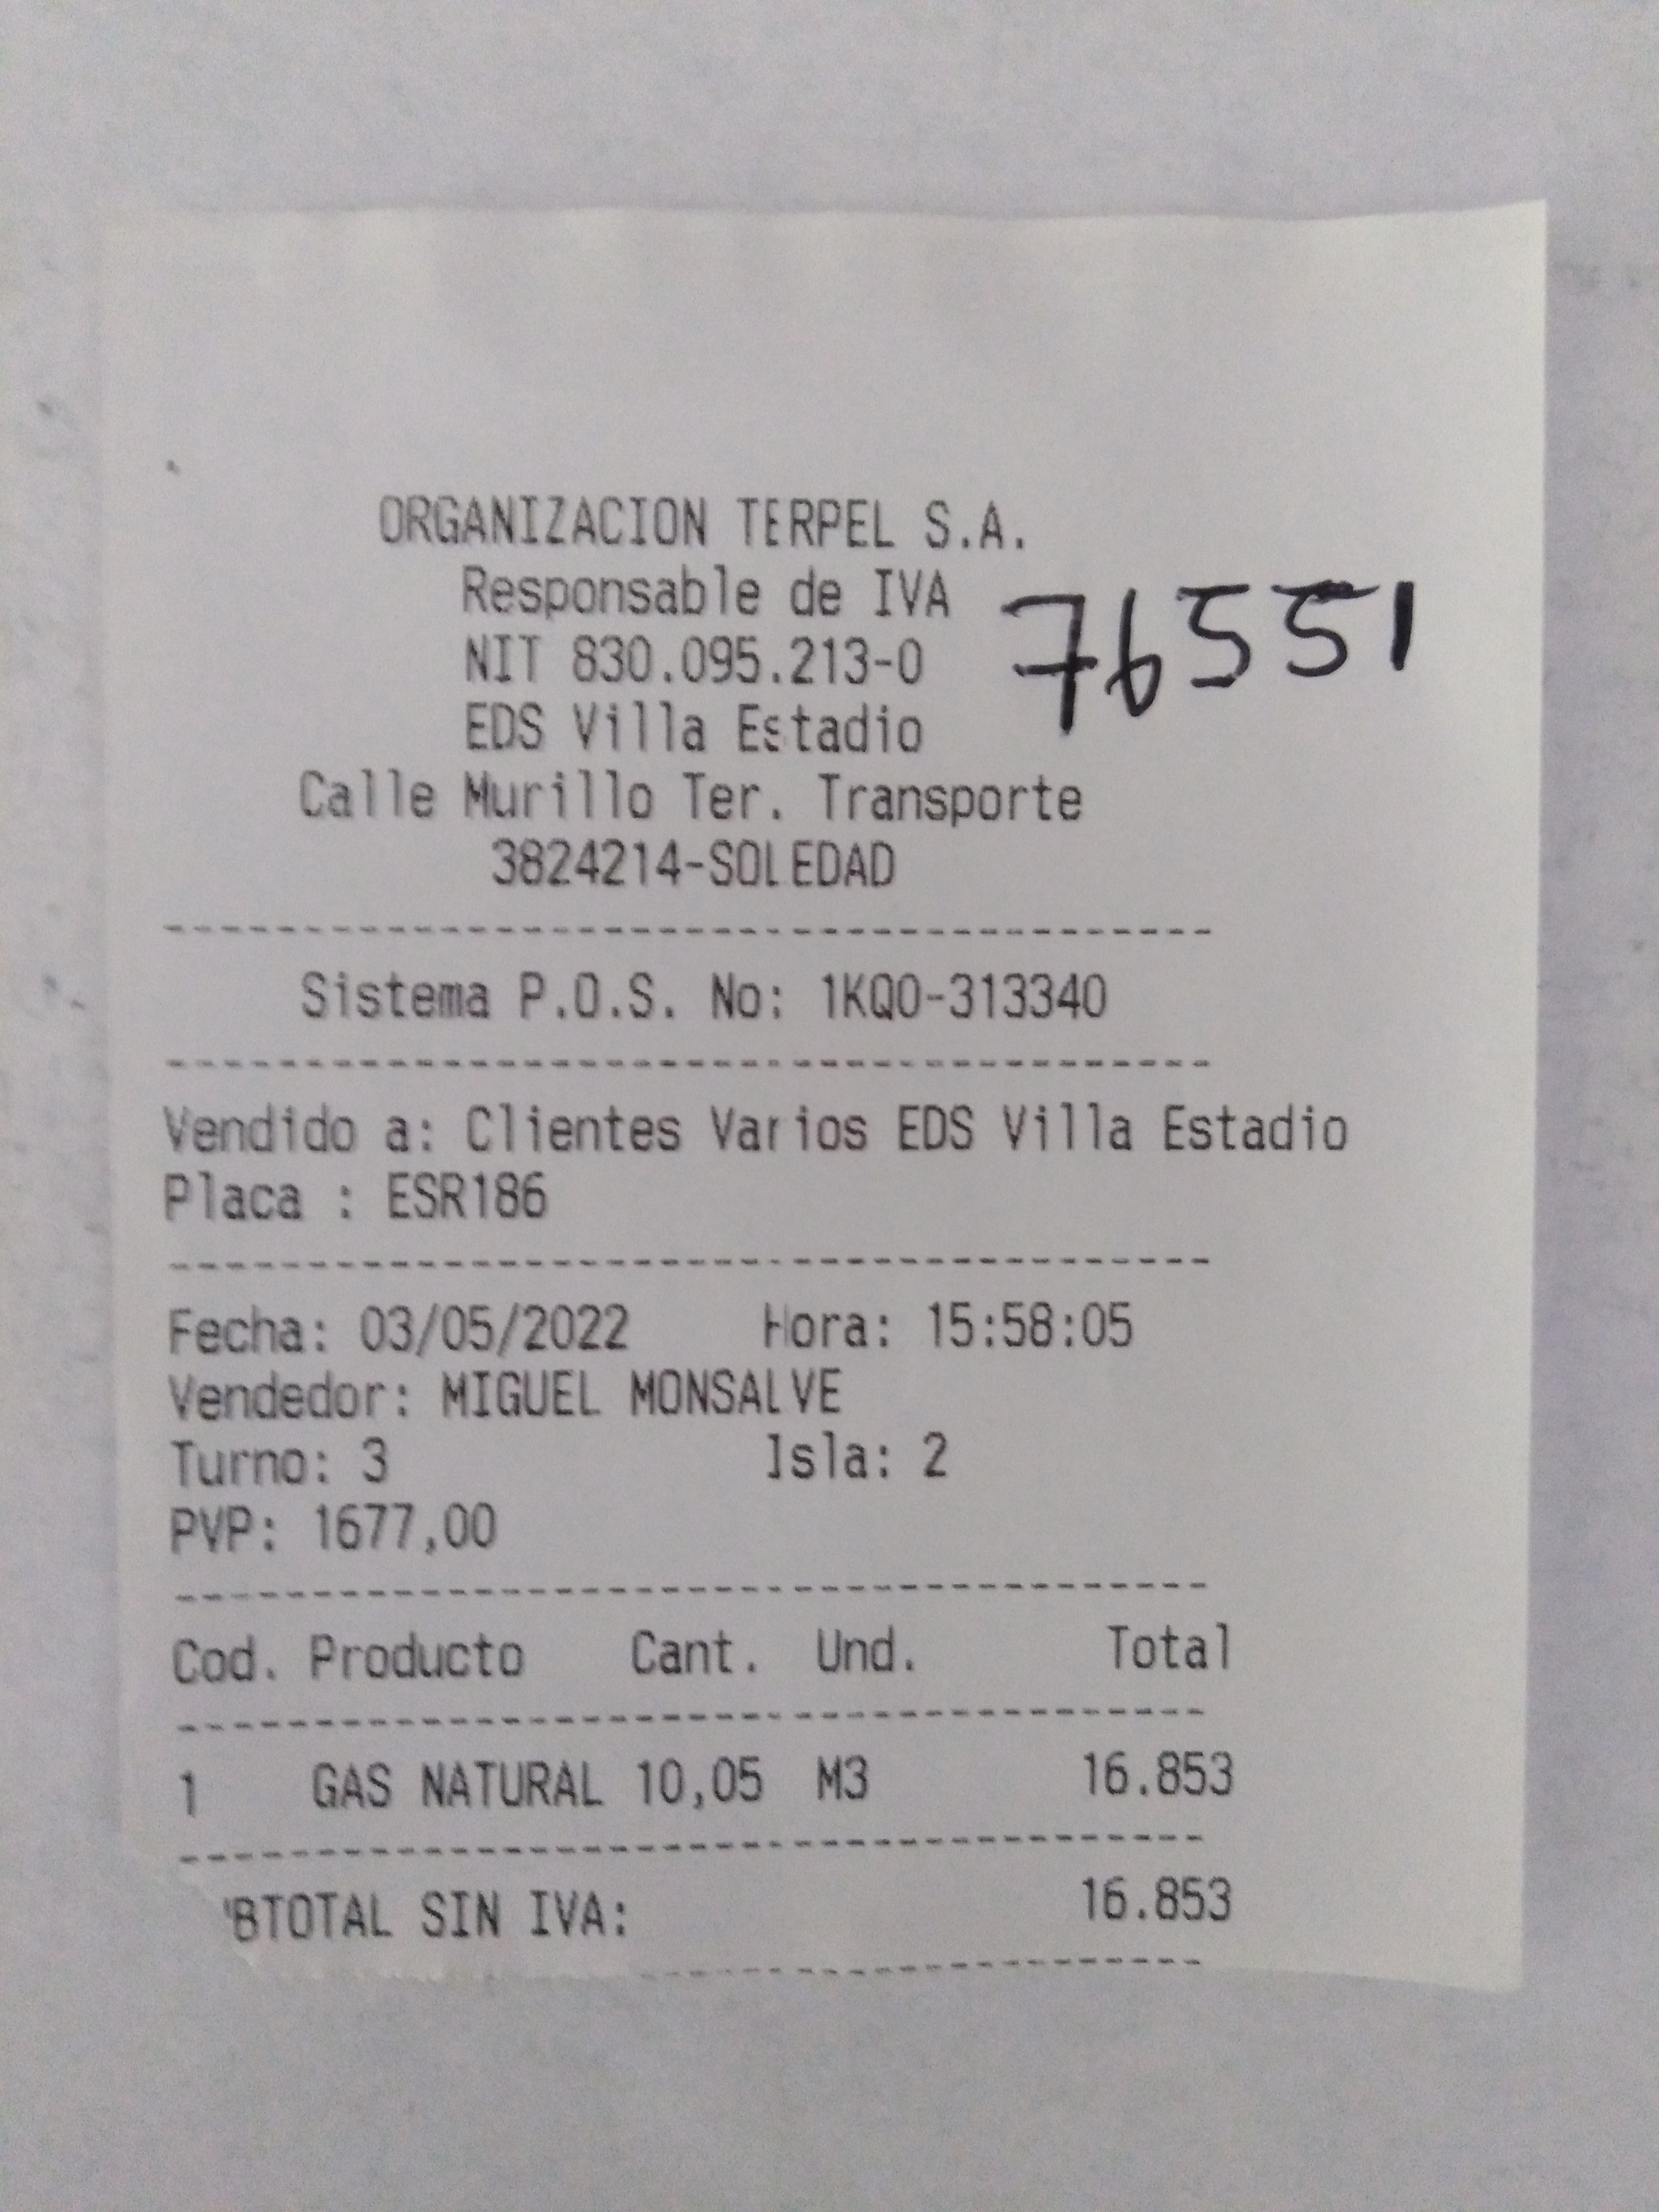 ORGANIZACION TERPEL S.A.
Responsable de IVA
76551
NIT 830.095.213-0
EDS Villa Estadio
Calle Murillo Ter. Transporte
3824214-SOLEDAD
Sistema P.O.S. No: 1KQ0-313340
Vendido a: Clientes Varios EDS Villa Estadio
Placa : ESR186
Fecha: 03/05/2022 Hora: 15:58:05
Vendedor: MIGUEL MONSALVE
Turno: 3 Isla: 2
PVP: 1677,00
Cod. Producto Cant. Und. Total
1 GAS NATURAL 10,05 M3 16.853
BTOTAL SIN IVA: 16.853